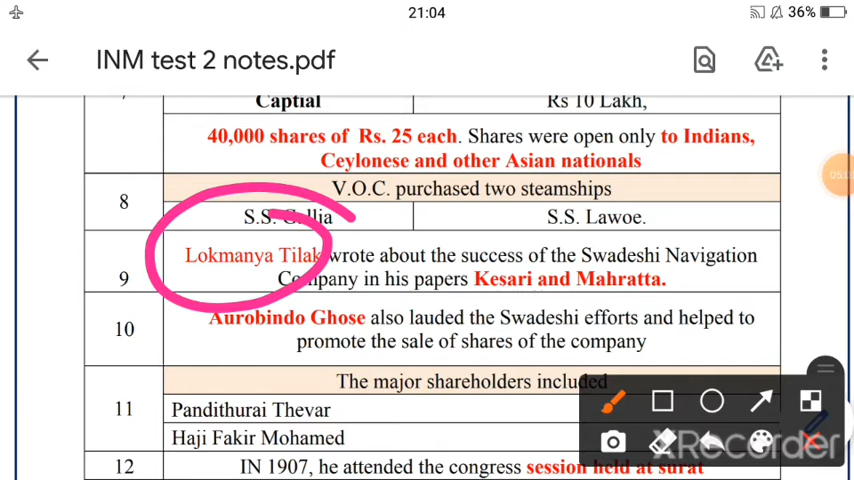 21:04
36%
INM test 2 notes.pdf
Captial
Rs 10 Lakh,
40,000 shares of Rs. 25 each. Shares were open only to Indians,
Ceylonese and other Asian nationals
8
V.O.C. purchased two steamships
S.S. Gallia
S.S. Lawoe.
9
Lokmanya Tilak wrote about the success of the Swadeshi Navigation
Company in his papers Kesari and Mahratta.
10
Aurobindo Ghose also lauded the Swadeshi efforts and helped to
promote the sale of shares of the company
11
The major shareholders included
Pandithurai Thevar
Haji Fakir Mohamed
12
IN 1907, he attended the congress session held at surat
XRecorder